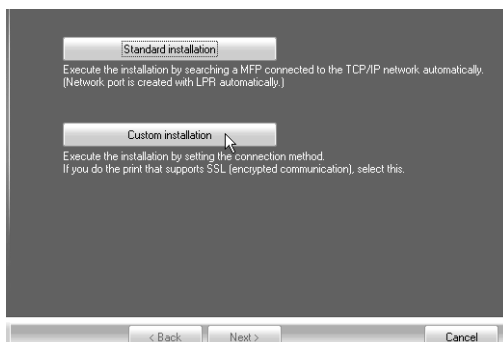 Standard installation
Execute the installation by searching a MFP connected to the TCP/IP network automatically.
(Network port is created with LPR automatically.)
Custom installation
Execute the installation by setting the connection method.
If you do the print that supports SSL (encrypted communication), select this.
< Back Next > Cancel